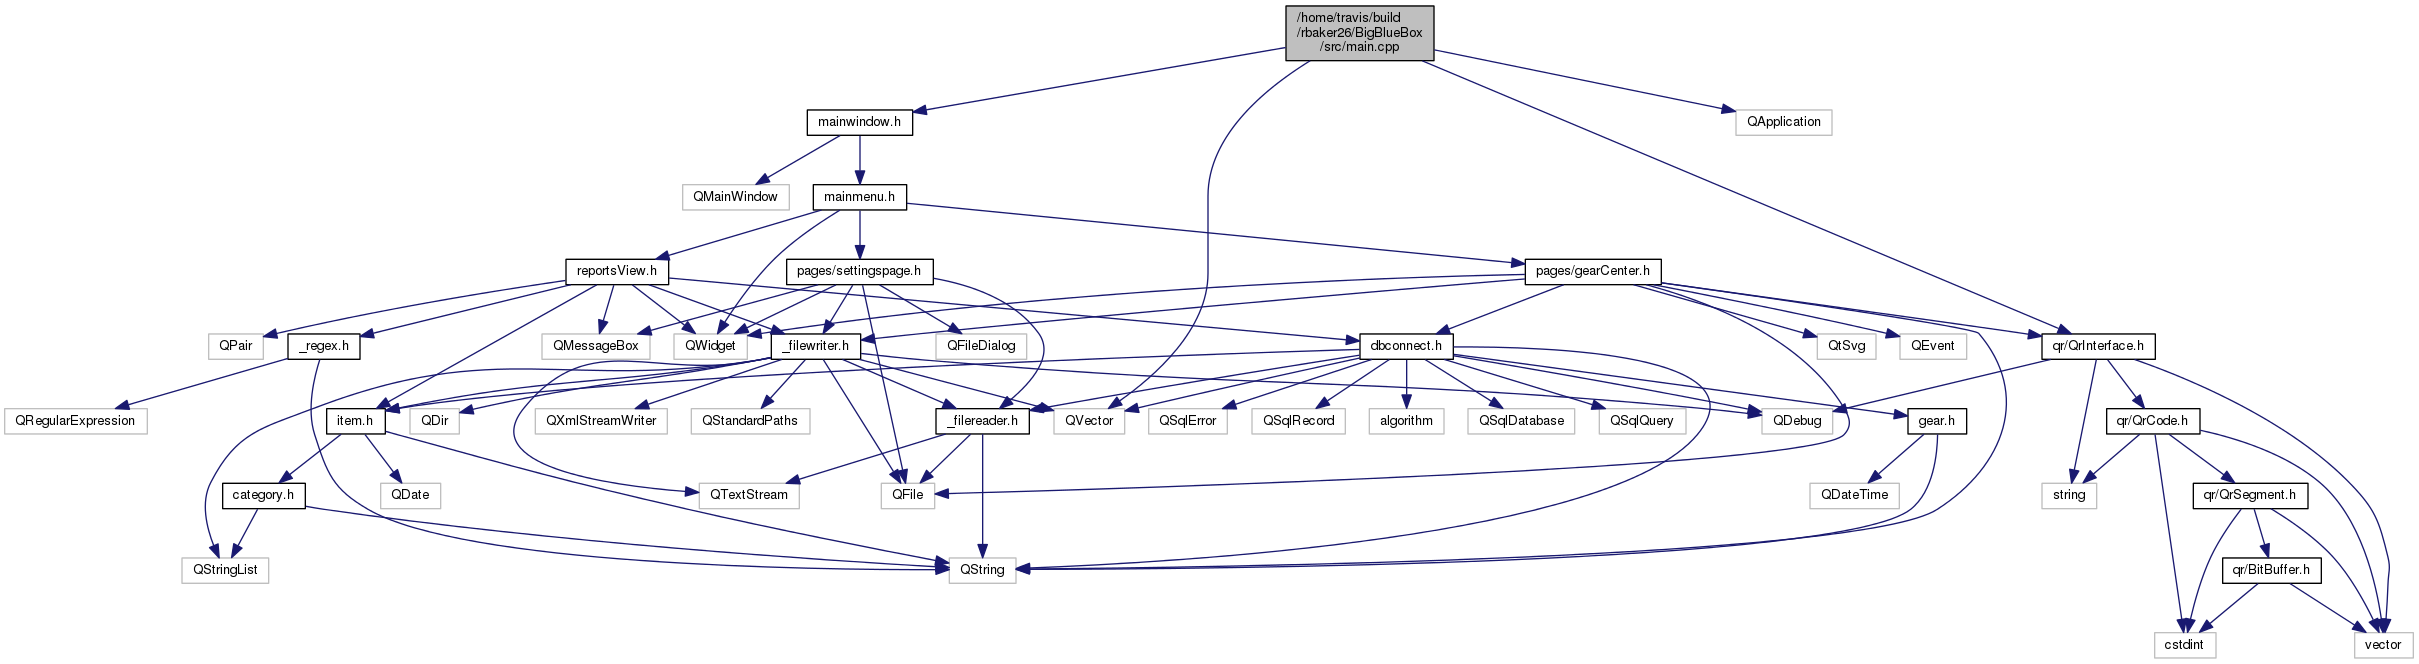 /home/travis/build
/rbaker26/BigBlueBox
/src/main.cpp
mainwindow.h
QApplication
QMainWindow
mainmenu.h
reportsView.h
pages/settingspage.h
pages/gearCenter.h
QPair
_regex.h
QMessageBox
QWidget
_filewriter.h
QFileDialog
dbconnect.h
QtSvg
QEvent
qr/QrInterface.h
QRegularExpression
item.h
QDir
QXmlStreamWriter
QStandardPaths
_filereader.h
QVector
QSqlError
QSqlRecord
algorithm
QSqlDatabase
QSqlQuery
QDebug
gear.h
qr/QrCode.h
category.h
QDate
QTextStream
QFile
QDateTime
string
qr/QrSegment.h
QStringList
QString
qr/BitBuffer.h
cstdint
vector